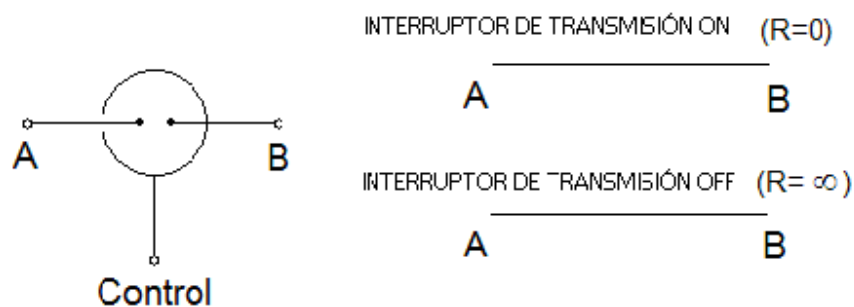 INTERRUPTOR DE TRANSMISIÓN ON (R=0)
A B
A B
Control
INTERRUPTOR DE TRANSMISIÓN OFF (R= ∞)
A B